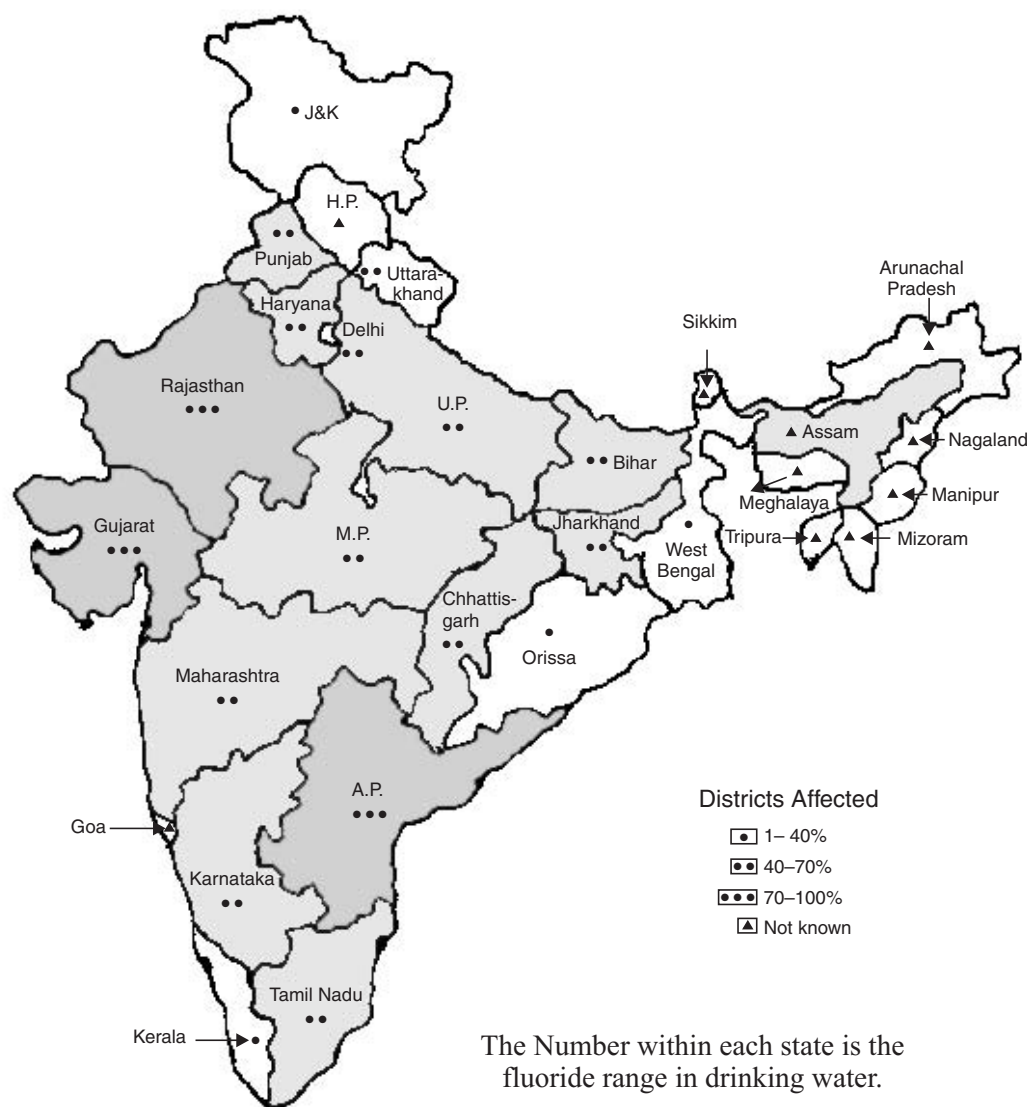 J&K
H.P.
Punjab
Uttara-
khand
Haryana
Delhi
Arunachal
Pradesh
Sikkim
Rajasthan
U.P.
Assam
Nagaland
Bihar
Meghalaya
Manipur
Gujarat
M.P.
Jharkhand
West
Bengal
Tripura
Mizoram
Chhattis-
garh
Orissa
Maharashtra
A.P.
Goa
Karnataka
Districts Affected
1– 40%
40–70%
70–100%
Not known
Tamil Nadu
Kerala
The Number within each state is the
fluoride range in drinking water.